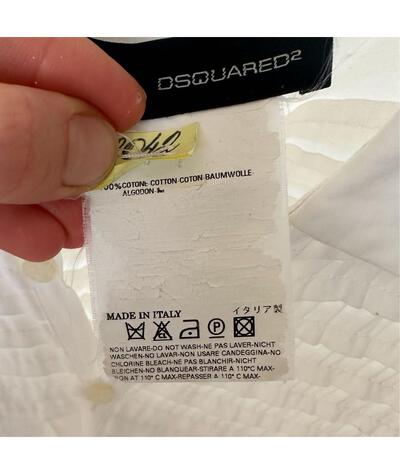 DSQUARED²
100%COTONE COTTON-COTON-BAUMWOLLE-
ALGODON-
MADE IN ITALY イタリア製
NON LAVARE-DO NOT WASH-NE PAS LAVER-NICHT
WASCHEN-NO LAVAR-NON USARE CANDEGGINA-NO
CHLORINE BLEACH-NE PAS BLANCHIR-NICHT
BLEICHEN-NO BLANQUEAR-STIRARE A 110°C MAX-
IRON AT 110° C MAX-REPASSER A 110° C MAX-